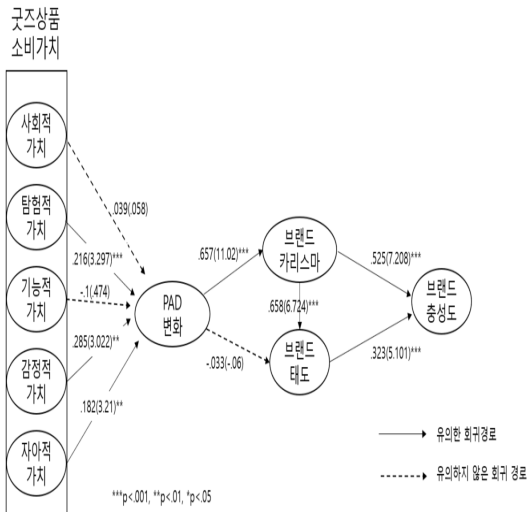 굿즈상품
소비가치
사회적
가치
.039(.058)
탐험적
가치
.216(3.297)***
기능적
가치
-.1(.474)
감정적
가치
.285(3.022)**
자아적
가치
.182(3.21)**
PAD
변화
.657(11.02)***
-.033(-.06)
브랜드
카리스마
.658(6.724)***
브랜드
태도
.525(7.208)***
.323(5.101)***
브랜드
충성도
유의한 회귀경로
유의하지 않은 회귀 경로
***p<.001, **p<.01, *p<.05